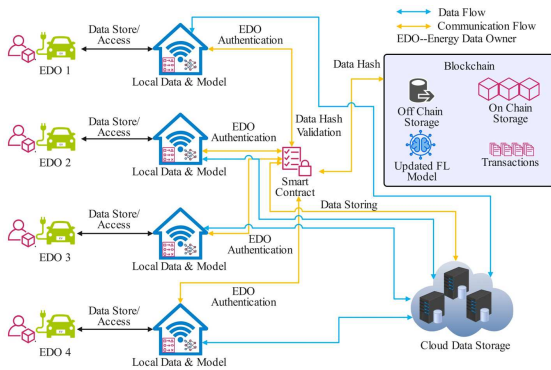 Data Flow
Communication Flow
EDO--Energy Data Owner
Data Store/
Access
EDO 1
Local Data & Model
EDO
Authentication
Data Hash
Blockchain
Off Chain
Storage
On Chain
Storage
Updated FL
Model
Transactions
Data Store/
Access
EDO 2
Local Data & Model
EDO
Authentication
Data Hash
Validation
Smart
Contract
Data Storing
Data Store/
Access
EDO 3
Local Data & Model
EDO
Authentication
Data Store/
Access
EDO 4
Local Data & Model
EDO
Authentication
Cloud Data Storage